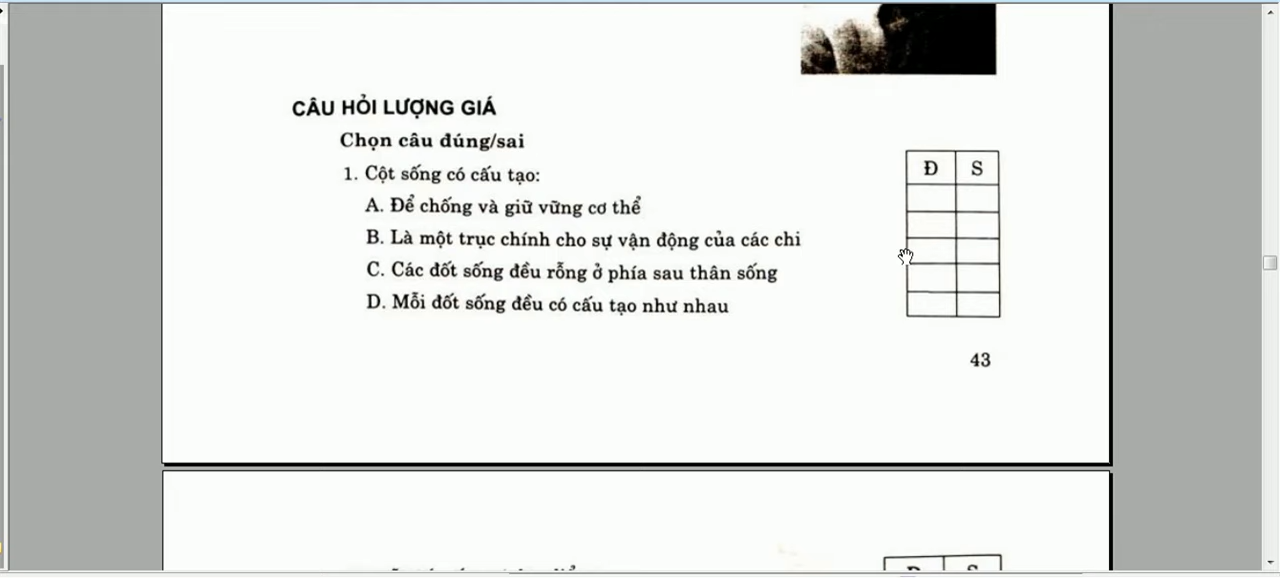 CÂU HỎI LƯỢNG GIÁ
Chọn câu đúng/sai
Đ S
1. Cột sống có cấu tạo:
A. Để chống và giữ vững cơ thể
B. Là một trục chính cho sự vận động của các chi
C. Các đốt sống đều rỗng ở phía sau thân sống
D. Mỗi đốt sống đều có cấu tạo như nhau
43